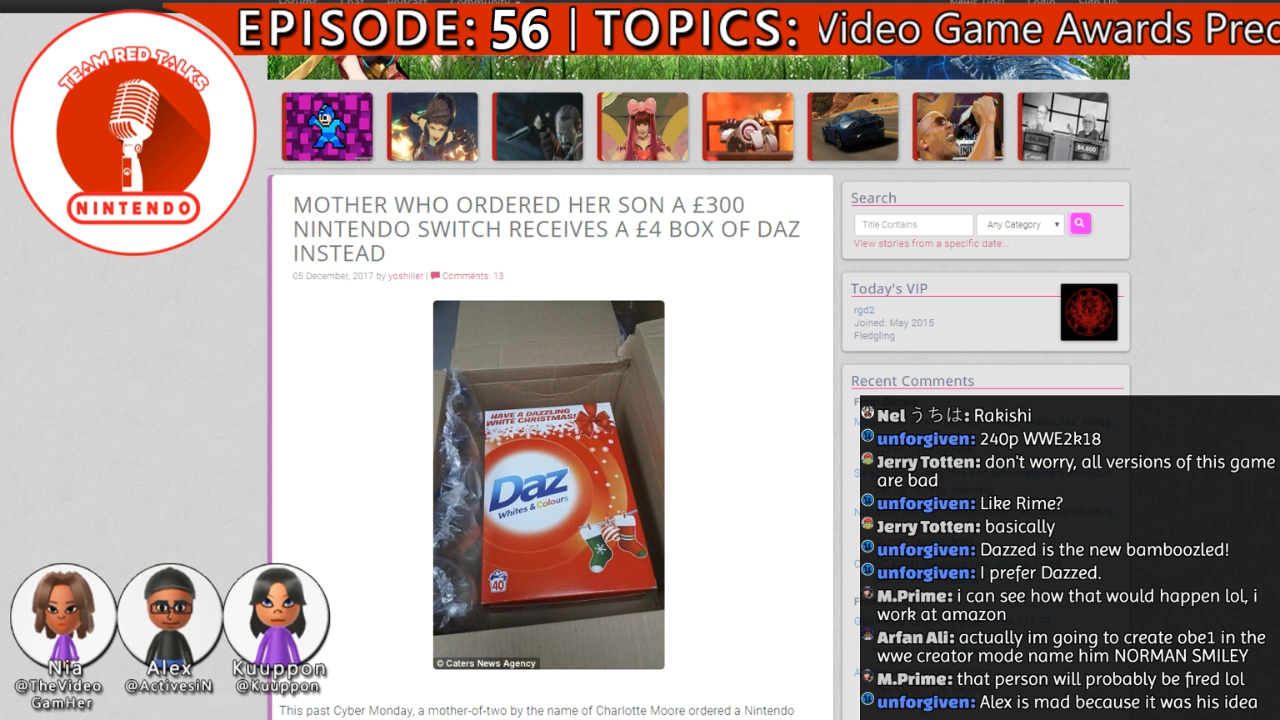 EPISODE: 56 | TOPICS: Video Game Awards Prec
TEAM RED TALKS
NINTENDO
MOTHER WHO ORDERED HER SON A £300
NINTENDO SWITCH RECEIVES A £4 BOX OF DAZ
INSTEAD
05 December, 2017 by yoshiller | Comments: 13
HAVE A DAZZLING
WHITE CHRISTMAS!
Daz
Whites & Colours
40
© Caters News Agency
This past Cyber Monday, a mother-of-two by the name of Charlotte Moore ordered a Nintendo
Search
Title Contains
Any Category
View stories from a specific date...
Today's VIP
rgd2
Joined: May 2015
Fledgling
Recent Comments
Nel うちは: Rakishi
unforgiven: 240p WWE2k18
Jerry Totten: don't worry, all versions of this game
are bad
unforgiven: Like Rime?
Jerry Totten: basically
unforgiven: Dazzed is the new bamboozled!
unforgiven: I prefer Dazzed.
M.Prime: i can see how that would happen lol, i
work at amazon
Arfan Ali: actually im going to create obe1 in the
wwe creator mode name him NORMAN SMILEY
M.Prime: that person will probably be fired lol
unforgiven: Alex is mad because it was his idea
Nia
@TheVideo
GamHer
Alex
@ActivesiN
Kuuppon
@Kuuppon